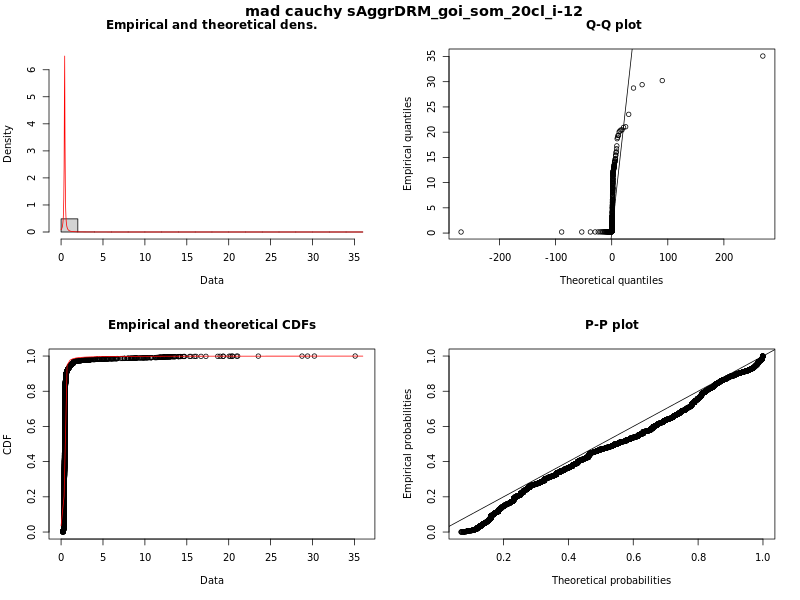 mad cauchy sAggrDRM_goi_som_20cl_i-12
Empirical and theoretical dens.
Density
0 1 2 3 4 5 6
0 5 10 15 20 25 30 35
Data
Q-Q plot
Empirical quantiles
0 5 10 15 20 25 30 35
-200 -100 0 100 200
Theoretical quantiles
Empirical and theoretical CDFs
CDF
0.0 0.2 0.4 0.6 0.8 1.0
0 5 10 15 20 25 30 35
Data
P-P plot
Empirical probabilities
0.0 0.2 0.4 0.6 0.8 1.0
0.2 0.4 0.6 0.8 1.0
Theoretical probabilities